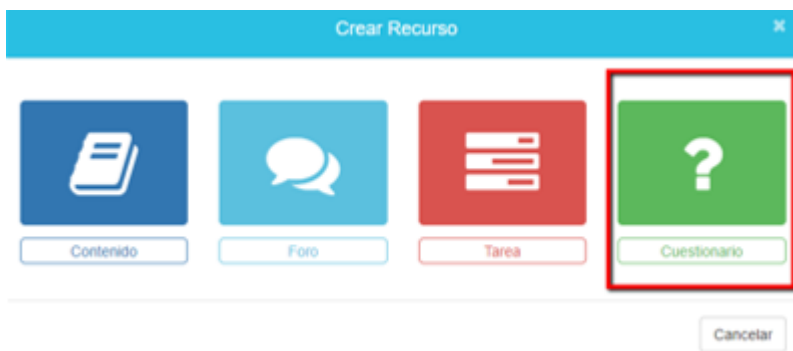 Crear Recurso
Contenido
Foro
Tarea
Cuestionario
Cancelar